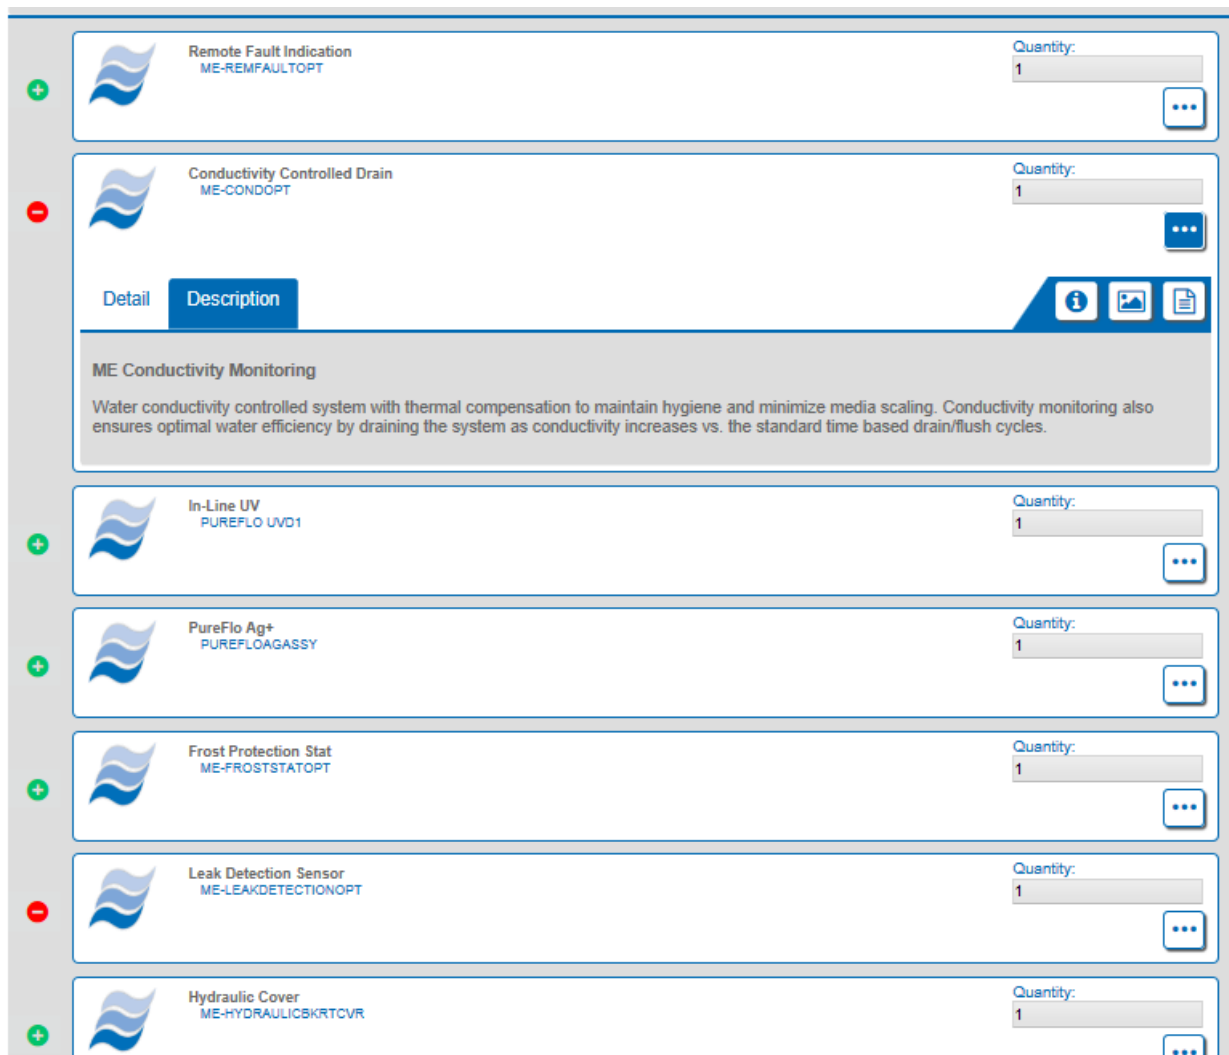 Remote Fault Indication
ME-REMFAULTOPT
Quantity:
1
Conductivity Controlled Drain
ME-CONDOPT
Quantity:
1
Detail
Description
ME Conductivity Monitoring
Water conductivity controlled system with thermal compensation to maintain hygiene and minimize media scaling. Conductivity monitoring also
ensures optimal water efficiency by draining the system as conductivity increases vs. the standard time based drain/flush cycles.
In-Line UV
PUREFLO UVD1
Quantity:
1
PureFlo Ag+
PUREFLOAGASSY
Quantity:
1
Frost Protection Stat
ME-FROSTSTATOPT
Quantity:
1
Leak Detection Sensor
ME-LEAKDETECTIONOPT
Quantity:
1
Hydraulic Cover
ME-HYDRAULICBKRTCVR
Quantity:
1